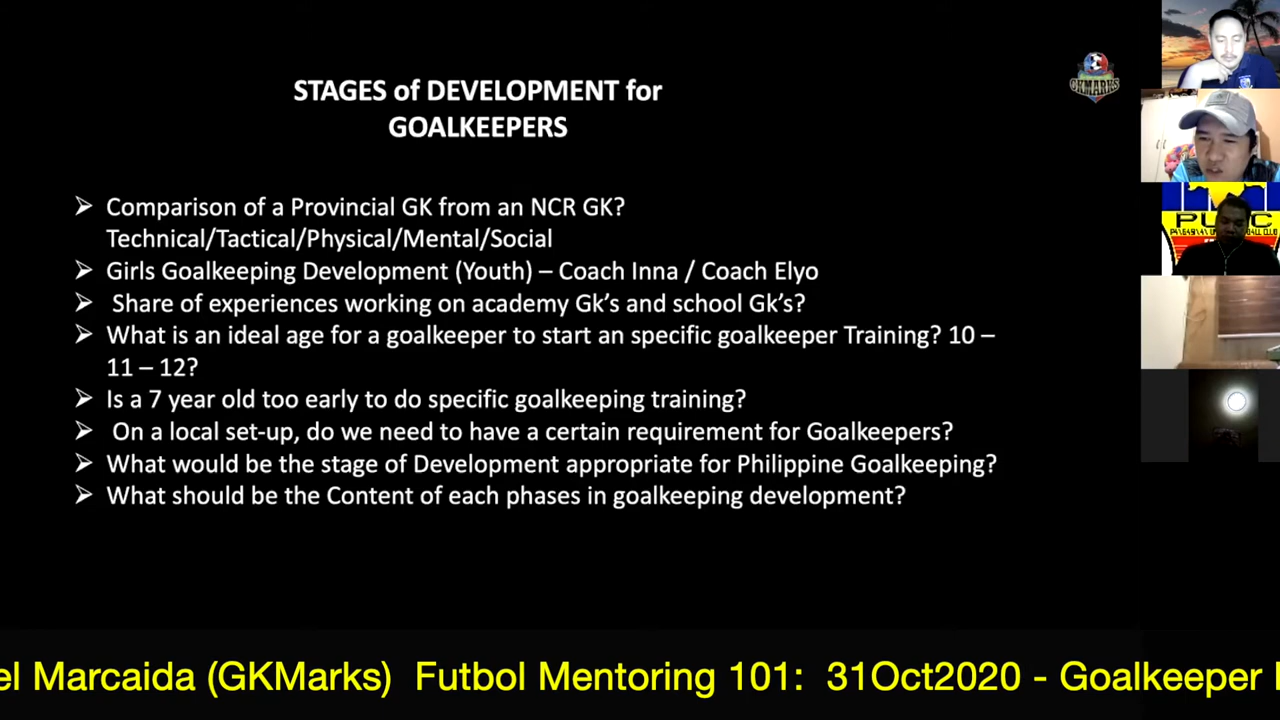 STAGES of DEVELOPMENT for
GOALKEEPERS
GKMARKS
➢ Comparison of a Provincial GK from an NCR GK?
Technical/Tactical/Physical/Mental/Social
➢ Girls Goalkeeping Development (Youth) – Coach Inna / Coach Elyo
➢ Share of experiences working on academy Gk’s and school Gk’s?
➢ What is an ideal age for a goalkeeper to start an specific goalkeeper Training? 10 –
11 – 12?
➢ Is a 7 year old too early to do specific goalkeeping training?
➢ On a local set-up, do we need to have a certain requirement for Goalkeepers?
➢ What would be the stage of Development appropriate for Philippine Goalkeeping?
➢ What should be the Content of each phases in goalkeeping development?
el Marcaida (GKMarks) Futbol Mentoring 101: 31Oct2020 - Goalkeeper